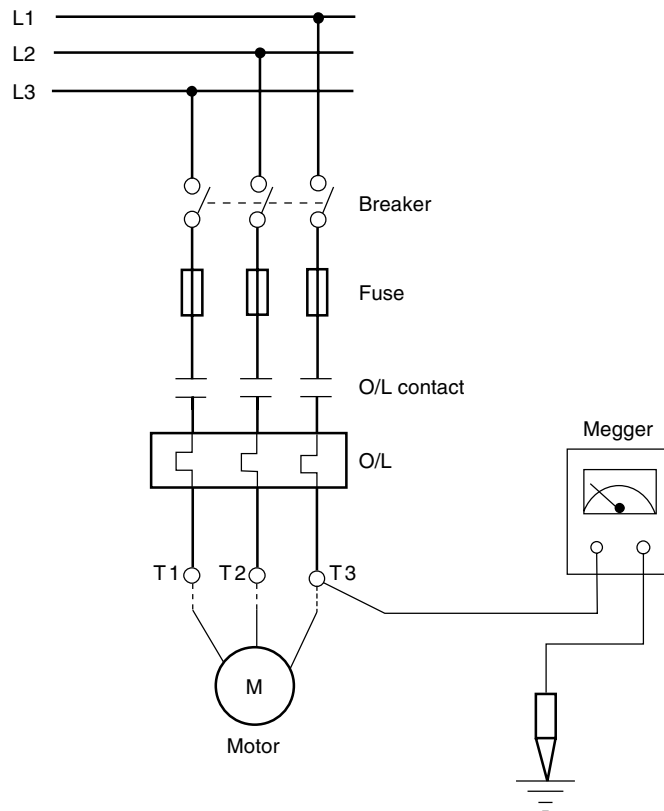 L1
L2
L3
Breaker
Fuse
O/L contact
Megger
O/L
T1 T2 T3
M
Motor